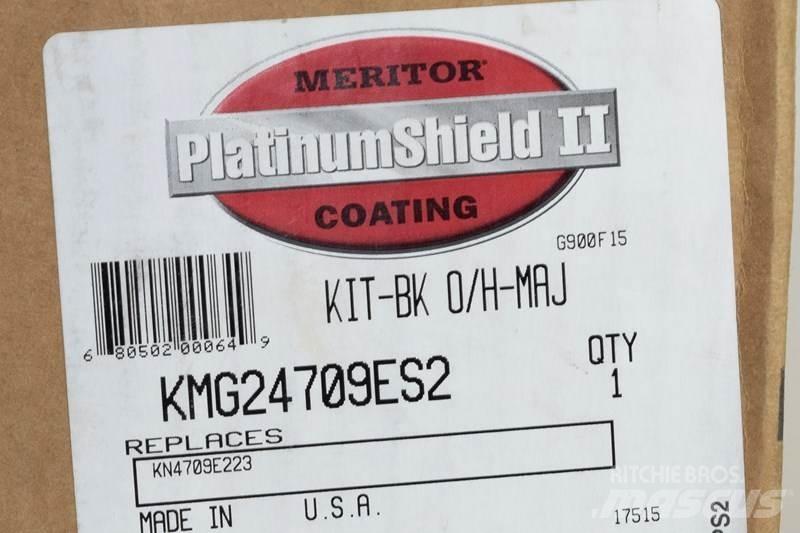 MERITOR
PlatinumShield II
COATING
G900F15
KIT-BK O/H-MAJ
6 80502 00064 9
QTY
1
KMG24709ES2
REPLACES
KN4709E223
MADE IN U.S.A.
17515
RITCHIE BROS.
mascus